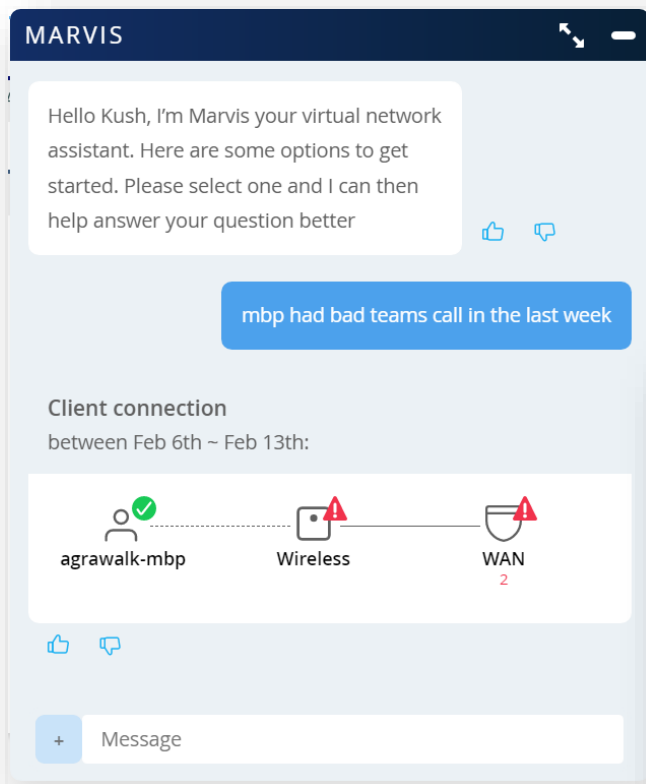 MARVIS
Hello Kush, I'm Marvis your virtual network
assistant. Here are some options to get
started. Please select one and I can then
help answer your question better
mbp had bad teams call in the last week
Client connection
between Feb 6th ~ Feb 13th:
agrawalk-mbp
Wireless
WAN
2
+
Message